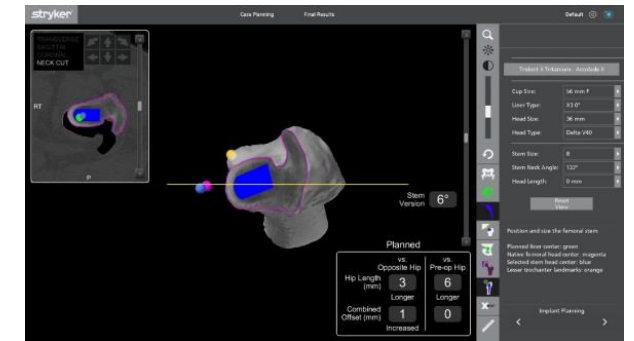 stryker
Case Planning
Final Results
Default
TRANSVERSE
SAGITTAL
CORONAL
NECK CUT
RT
P
Stem
Version
6°
Planned
vs.
Opposite Hip
vs.
Pre-op Hip
Hip Length
(mm)
3
6
Longer
Longer
Combined
Offset (mm)
1
0
Increased
Trident II Tritanium - Accolade II
Cup Size:
56 mm F
Liner Type:
X3 0°
Head Size:
36 mm
Head Type:
Delta V40
Stem Size:
8
Stem Neck Angle:
132°
Head Length:
0 mm
Reset
View
Position and size the femoral stem
Planned liner center: green
Native femoral head center: magenta
Selected stem head center: blue
Lesser trochanter landmarks: orange
Implant Planning